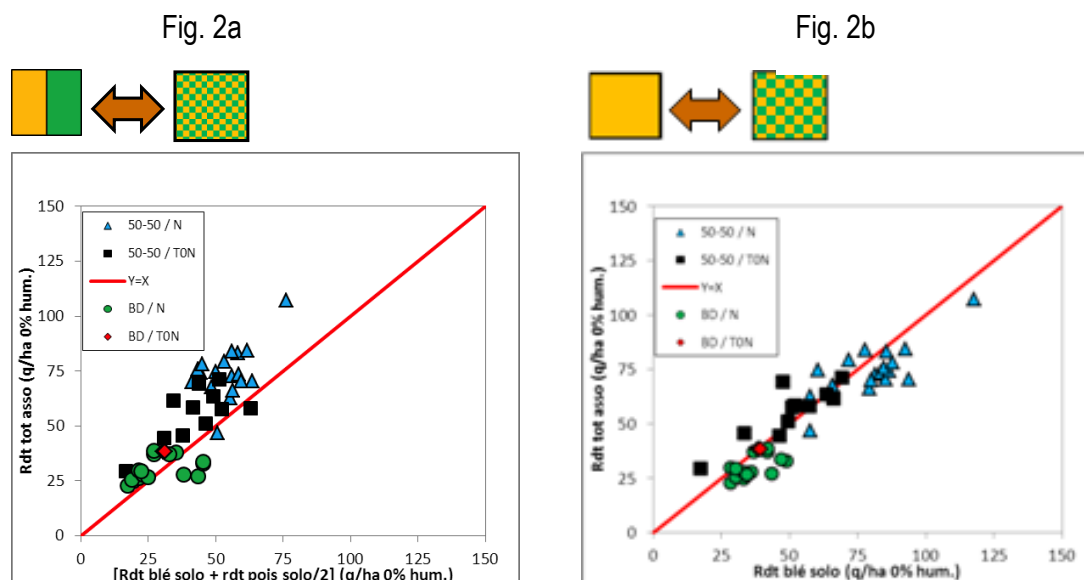 Fig. 2a
Fig. 2b
Rdt tot asso (q/ha 0% hum.)
150
125
100
75
50
25
0
50-50 / N
50-50 / T0N
Y=X
BD / N
BD / T0N
0 25 50 75 100 125 150
[Rdt blé solo + rdt pois solo/2] (q/ha 0% hum.)
Rdt tot asso (q/ha 0% hum.)
150
125
100
75
50
25
0
50-50 / N
50-50 / T0N
Y=X
BD / N
BD / T0N
0 25 50 75 100 125 150
Rdt blé solo (q/ha 0% hum.)